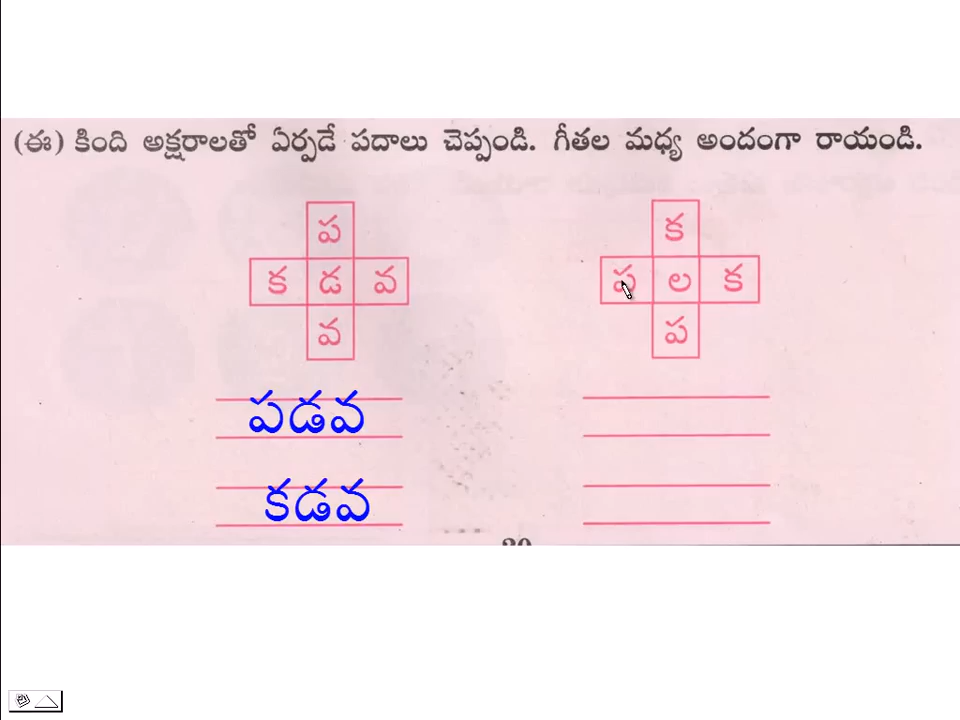 (ఈ) కింది అక్షరాలతో ఏర్పడే పదాలు చెప్పండి. గీతల మధ్య అందంగా రాయండి.
ప
క డ వ
వ
క
ప ల క
ప
పడవ
కడవ